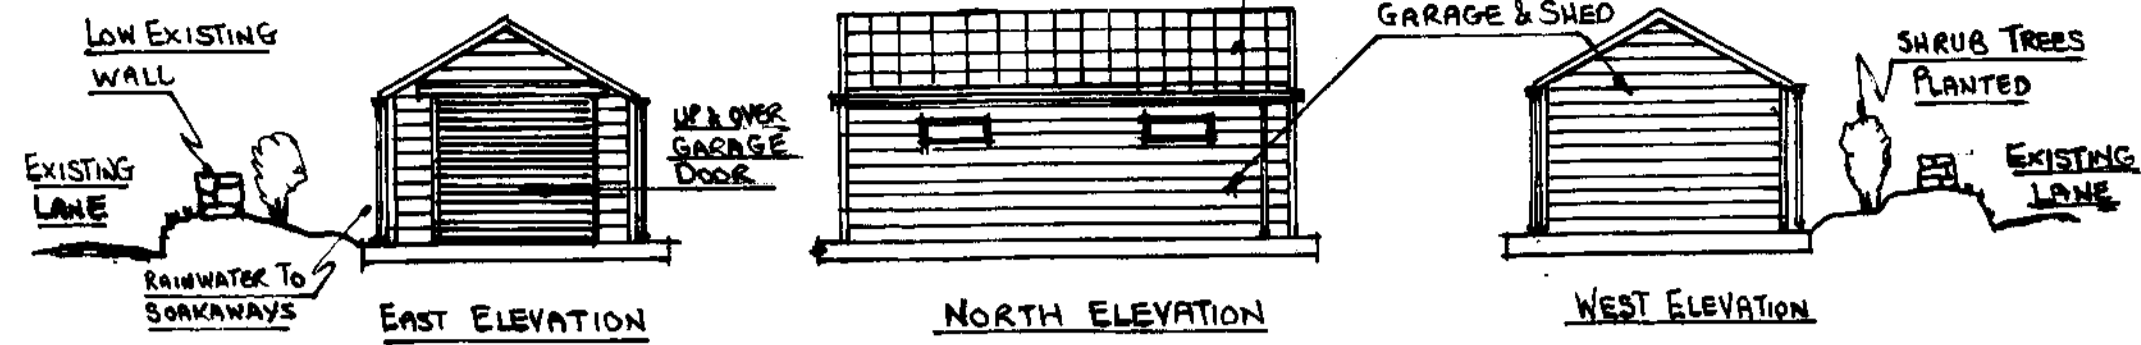 LOW EXISTING
WALL
EXISTING
LANE
RAINWATER TO
SOAKAWAYS
EAST ELEVATION
UP & OVER
GARAGE
DOOR
NORTH ELEVATION
GARAGE & SHED
WEST ELEVATION
SHRUB TREES
PLANTED
EXISTING
LANE